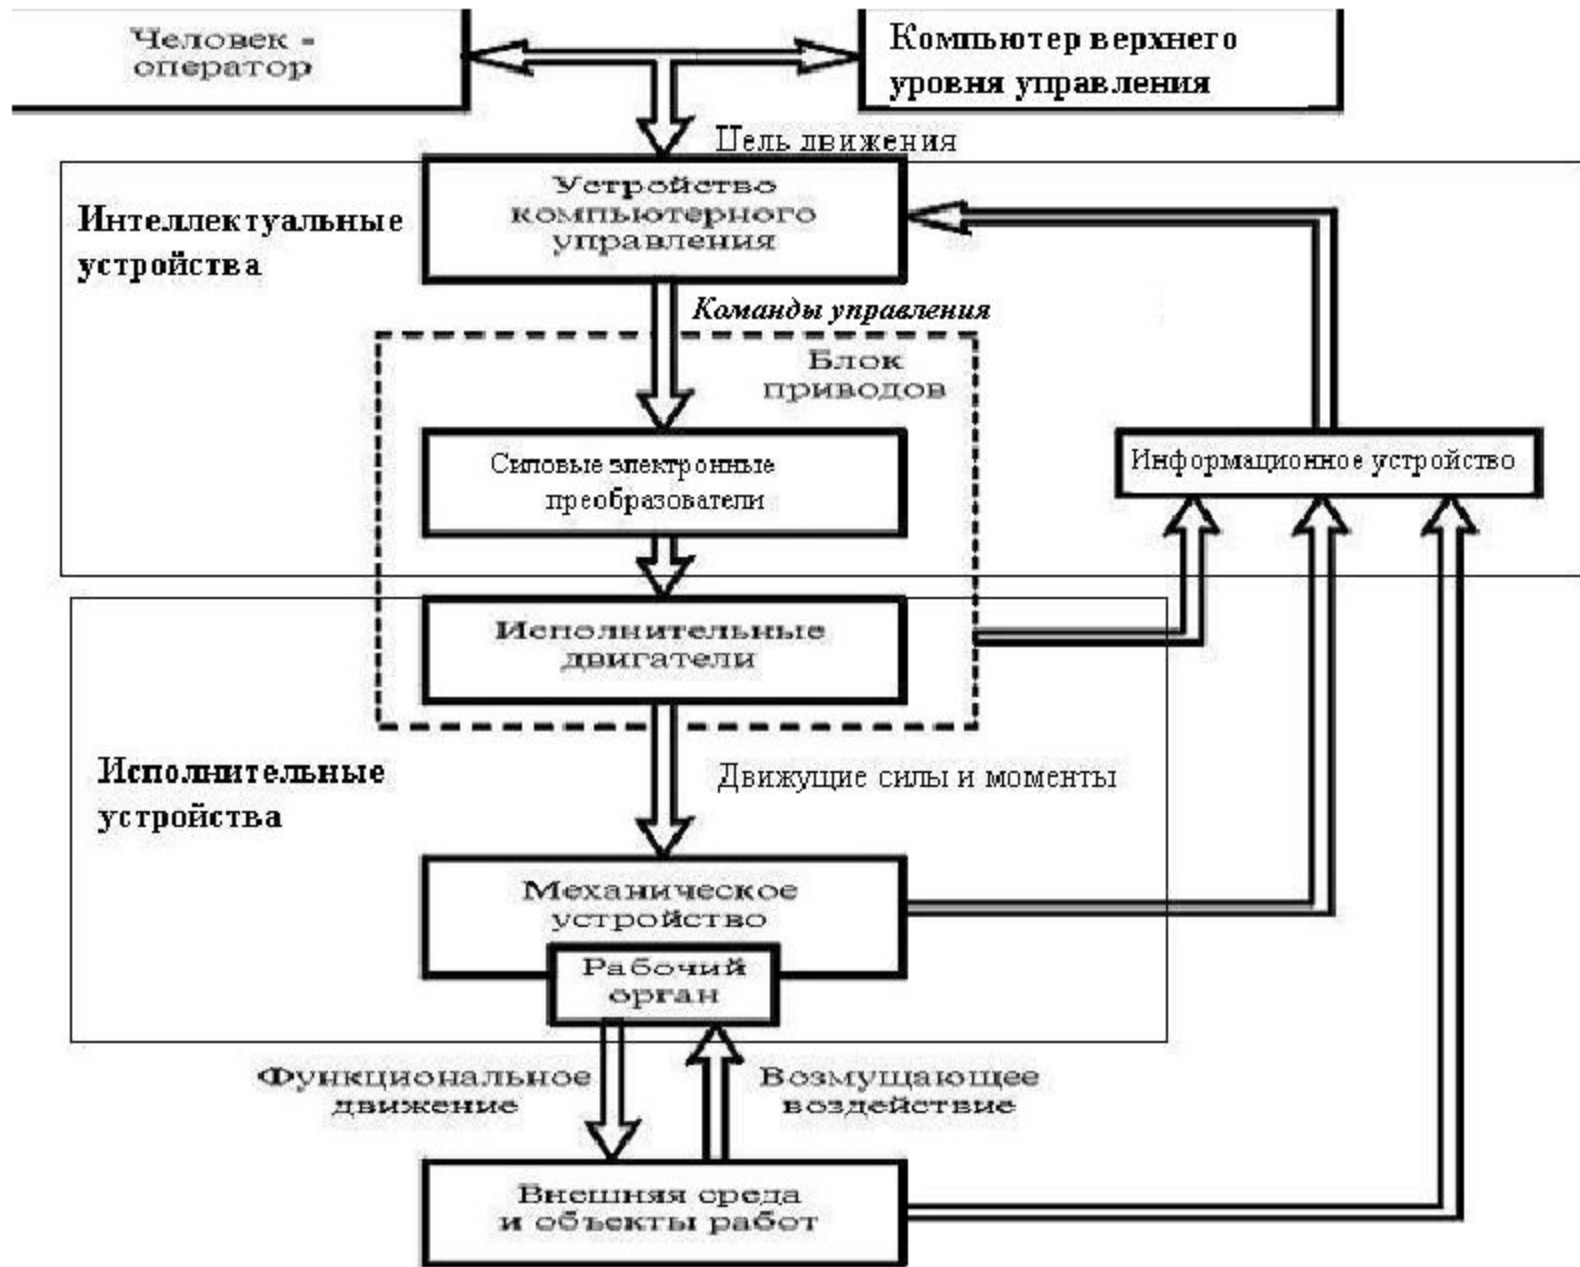 Человек -
оператор
Компьютер верхнего
уровня управления
Цель движения
Устройство
компьютерного
управления
Интеллектуальные
устройства
Команды управления
Блок
приводов
Силовые электронные
преобразователи
Информационное устройство
Исполнительные
двигатели
Исполнительные
устройства
Движущие силы и моменты
Механическое
устройство
Рабочий
орган
Функциональное
движение
Возмущающее
воздействие
Внешняя среда
и объекты работ